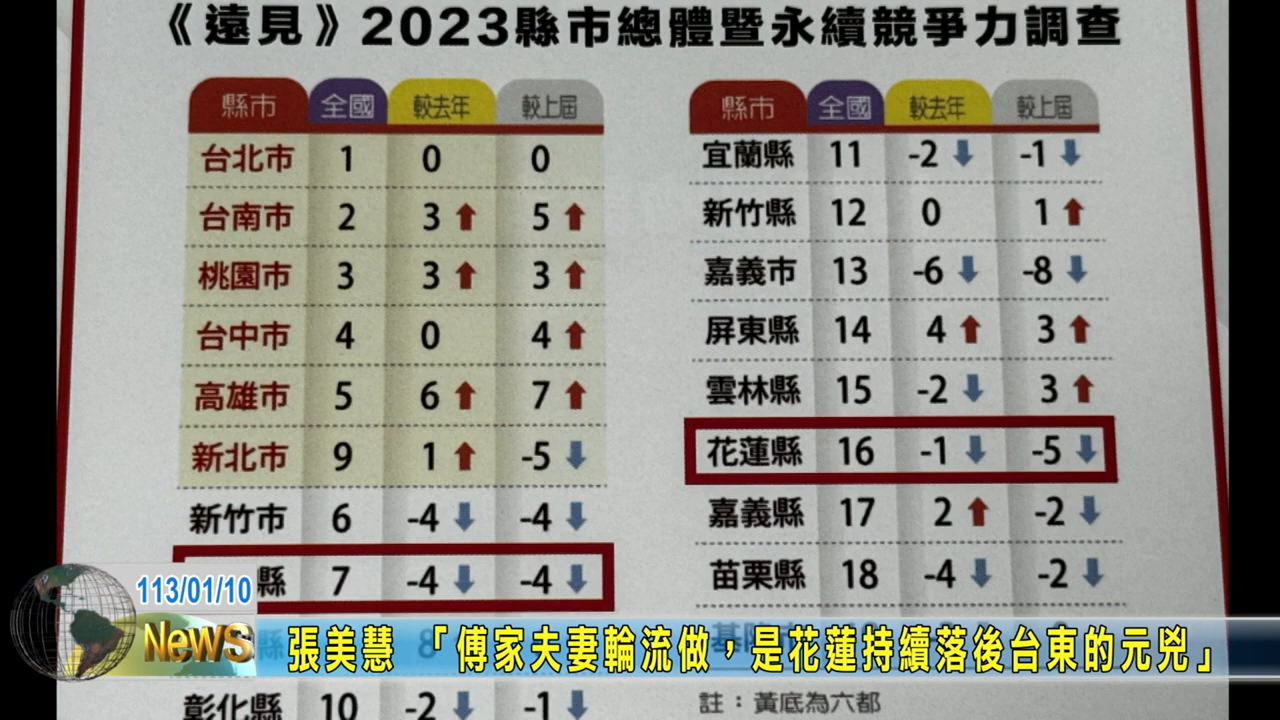 《遠見》2023縣市總體暨永續競爭力調查
縣市 全國 較去年 較上屆
台北市 1 0 0
台南市 2 3 ⬆ 5 ⬆
桃園市 3 3 ⬆ 3 ⬆
台中市 4 0 4 ⬆
高雄市 5 6 ⬆ 7 ⬆
新北市 9 1 ⬆ -5 ⬇
新竹市 6 -4 ⬇ -4 ⬇
縣 7 -4 ⬇ -4 ⬇
彰化縣 10 -2 ⬇ -1 ⬇
縣市 全國 較去年 較上屆
宜蘭縣 11 -2 ⬇ -1 ⬇
新竹縣 12 0 1 ⬆
嘉義市 13 -6 ⬇ -8 ⬇
屏東縣 14 4 ⬆ 3 ⬆
雲林縣 15 -2 ⬇ 3 ⬆
花蓮縣 16 -1 ⬇ -5 ⬇
嘉義縣 17 2 ⬆ -2 ⬇
苗栗縣 18 -4 ⬇ -2 ⬇
註：黃底為六都
113/01/10
News
張美慧 「傅家夫妻輪流做，是花蓮持續落後台東的元兇」